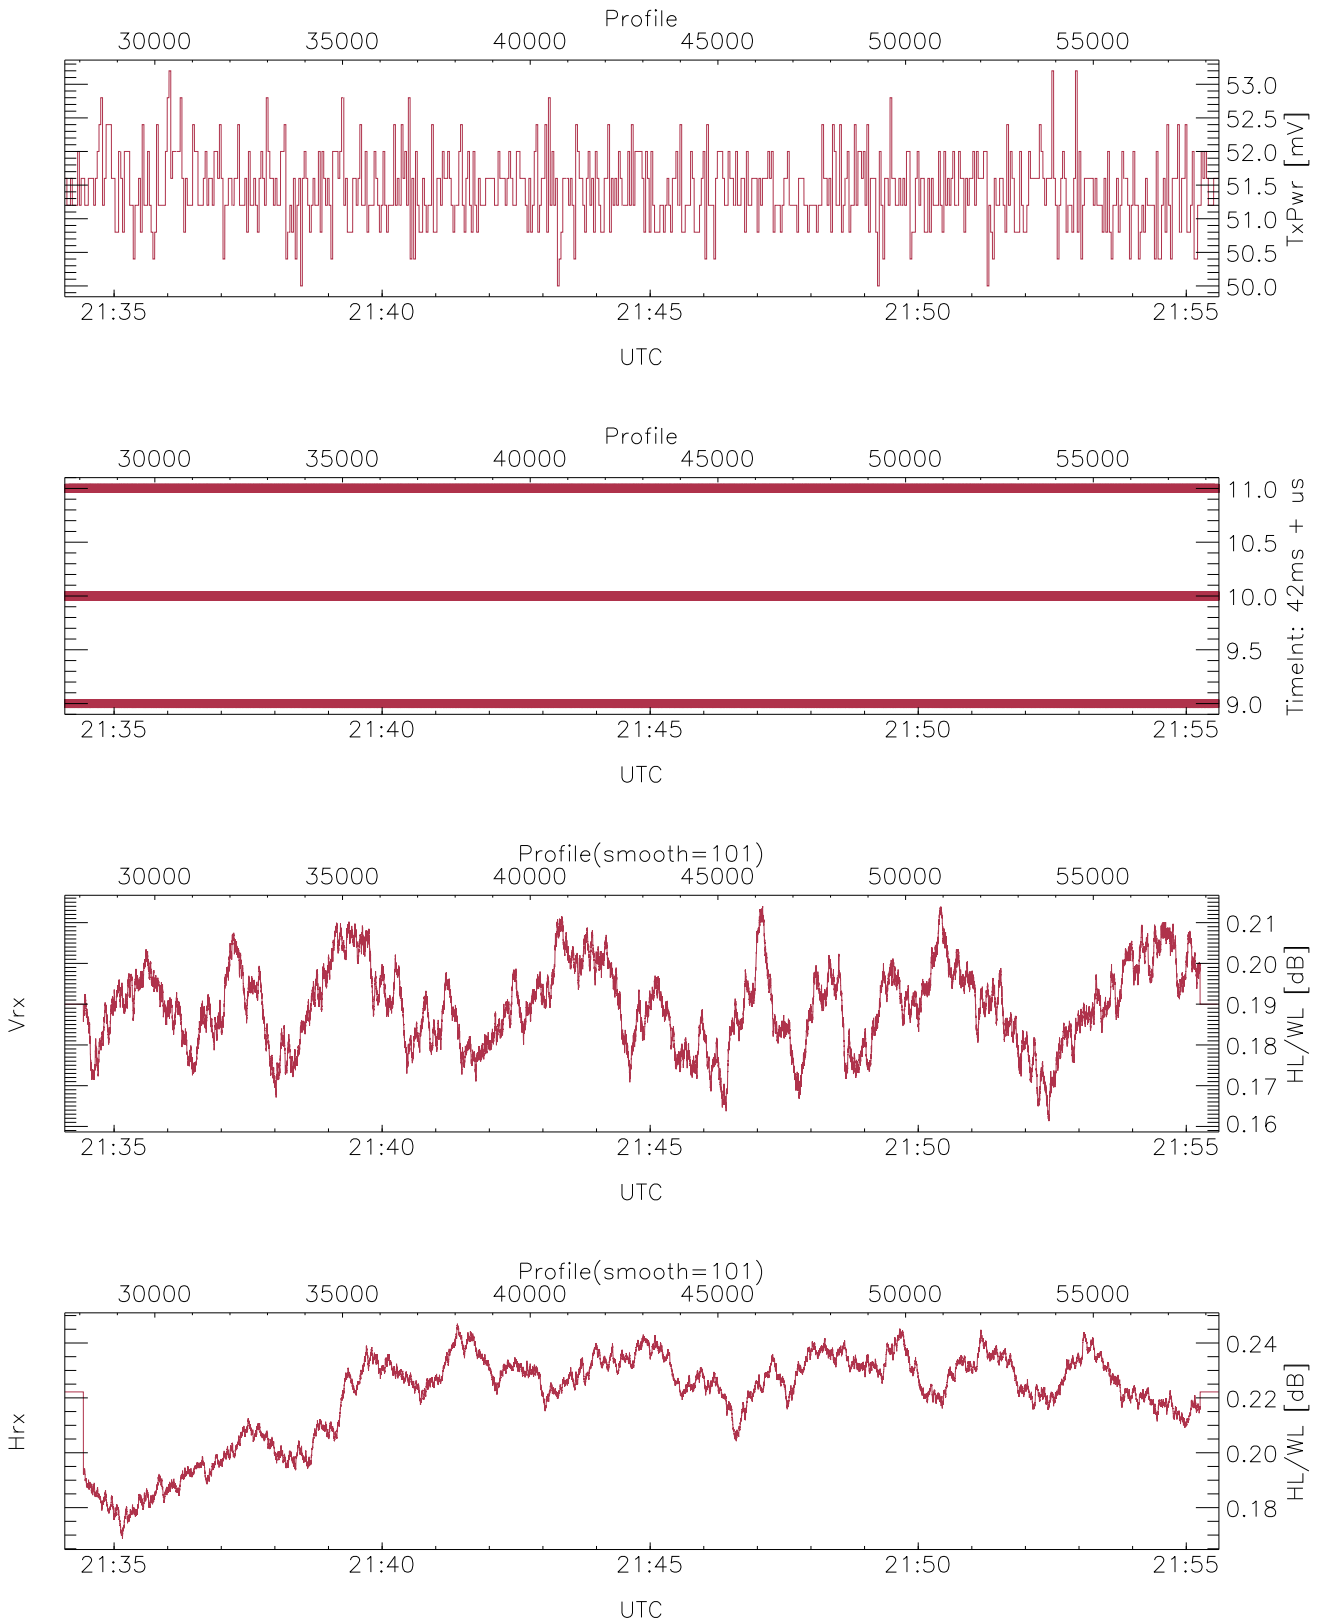 Profile
30000 35000 40000 45000 50000 55000
53.0
52.5
52.0
51.5
51.0
50.5
50.0
TxPwr [mV]
21:35 21:40 21:45 21:50 21:55
UTC
Profile
30000 35000 40000 45000 50000 55000
11.0
10.5
10.0
9.5
9.0
TimeInt: 42ms + us
21:35 21:40 21:45 21:50 21:55
UTC
Profile(smooth=101)
30000 35000 40000 45000 50000 55000
Vrx
0.21
0.20
0.19
0.18
0.17
0.16
HL/WL [dB]
21:35 21:40 21:45 21:50 21:55
UTC
Profile(smooth=101)
30000 35000 40000 45000 50000 55000
Hrx
0.24
0.22
0.20
0.18
HL/WL [dB]
21:35 21:40 21:45 21:50 21:55
UTC